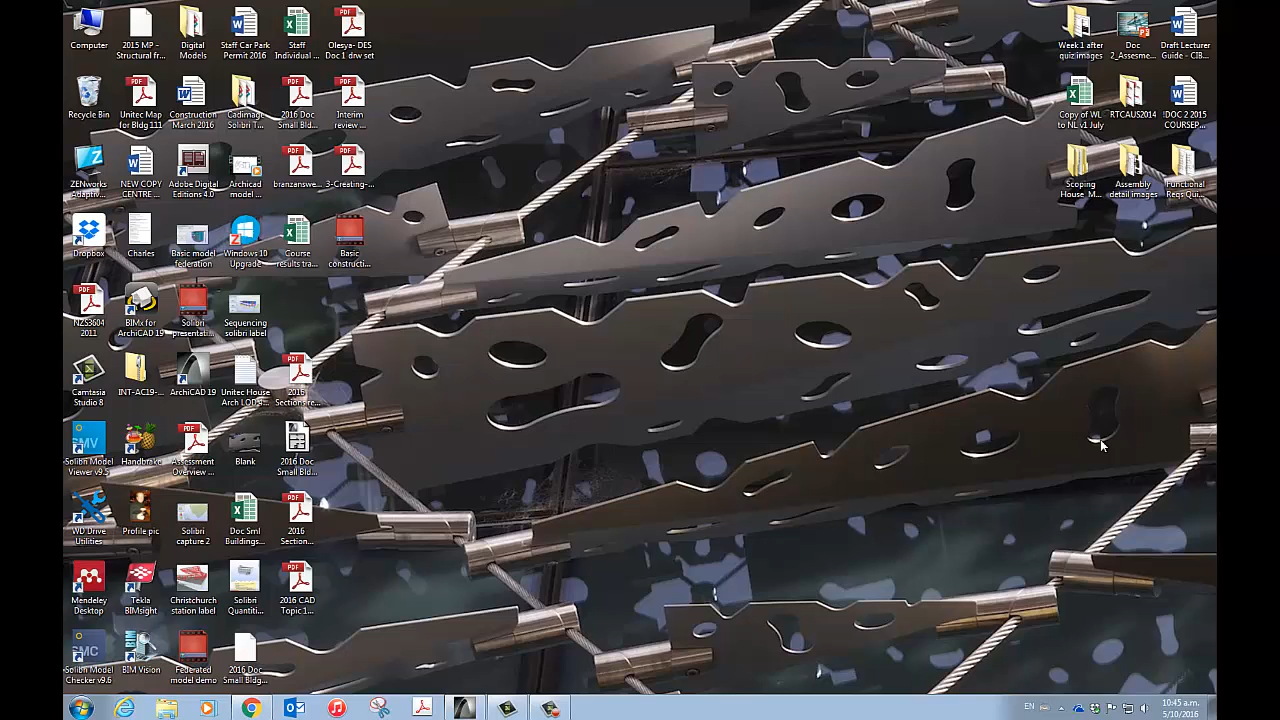 Computer
2015 MP -
Structural fr...
Digital
Models
Staff Car Park
Permit 2016
Staff
Individual ...
Olesya- DES
Doc 1 drw set
Week 1 after
quiz images
Doc
2_Assesme...
Draft Lecturer
Guide - CIB...
Recycle Bin
Unitec Map
for Bldg 111
Construction
March 2016
Cadimag
Solibri T...
2016 Doc
Small Bld...
Interim
review ...
Copy of WL
to NL v1 July
RTCAUS2014
!DOC 2 2015
COURSEP...
ZENworks
Adaptiv...
NEW COPY
CENTRE ...
Adobe Digital
Editions 4.0
Archicad
model ...
branzanswe...
3-Creating-...
Scoping
House_M...
Assembly
detail images
Functional
Reqs Qui...
Dropbox
Charles
Basic model
federation
Windows 10
Upgrade
Course
results tra...
Basic
constructi...
NZS3604
2011
BIMx for
ArchiCAD 19
Solibri
presentati...
Sequencing
solibri label
Camtasia
Studio 8
INT-AC19-...
ArchiCAD 19
Unitec House
Arch LOD 4...
2016
Sections re...
Solibri Model
Viewer v9.5
Handbrake
Assessment
Overview ...
Blank
2016 Doc
Small Bld...
WD Drive
Utilities
Profile pic
Solibri
capture 2
Doc Sml
Buildings...
2016
Section...
Mendeley
Desktop
Tekla
BIMsight
Christchurch
station label
Solibri
Quantiti...
2016 CAD
Topic 1...
Solibri Model
Checker v9.6
BIM Vision
Federated
model demo
2016 Doc
Small Bldg...
EN
10:45 a.m.
5/10/2016